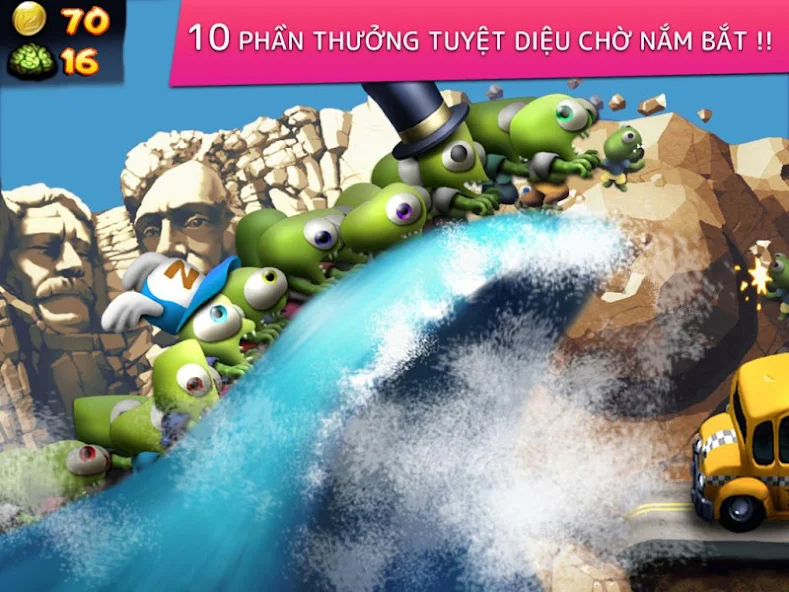 70
10 PHẦN THƯỞNG TUYỆT DIỆU CHỜ NẮM BẮT !!
16
Z